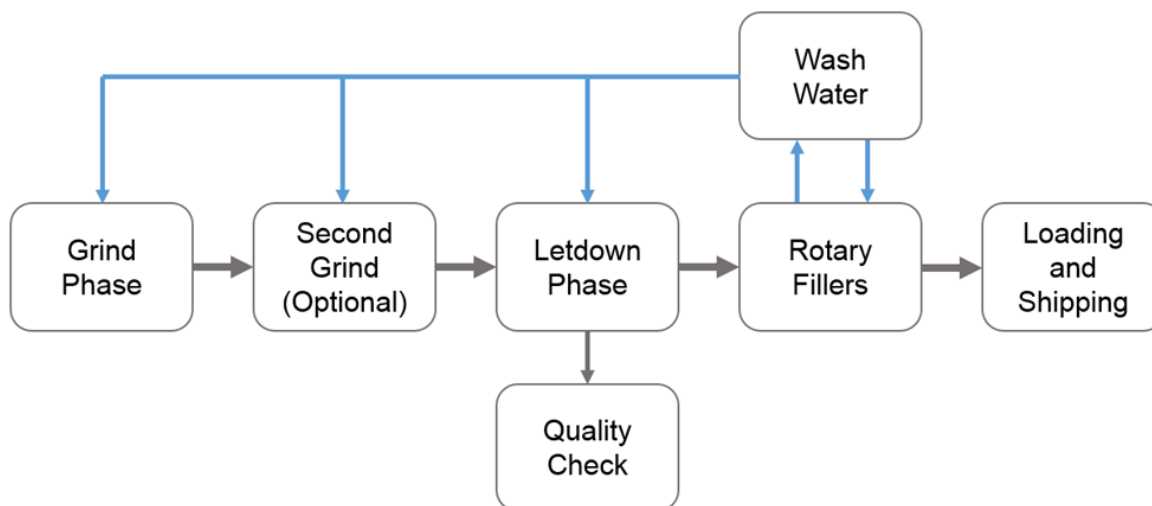 Wash
Water
Grind
Phase
Second
Grind
(Optional)
Letdown
Phase
Rotary
Fillers
Loading
and
Shipping
Quality
Check